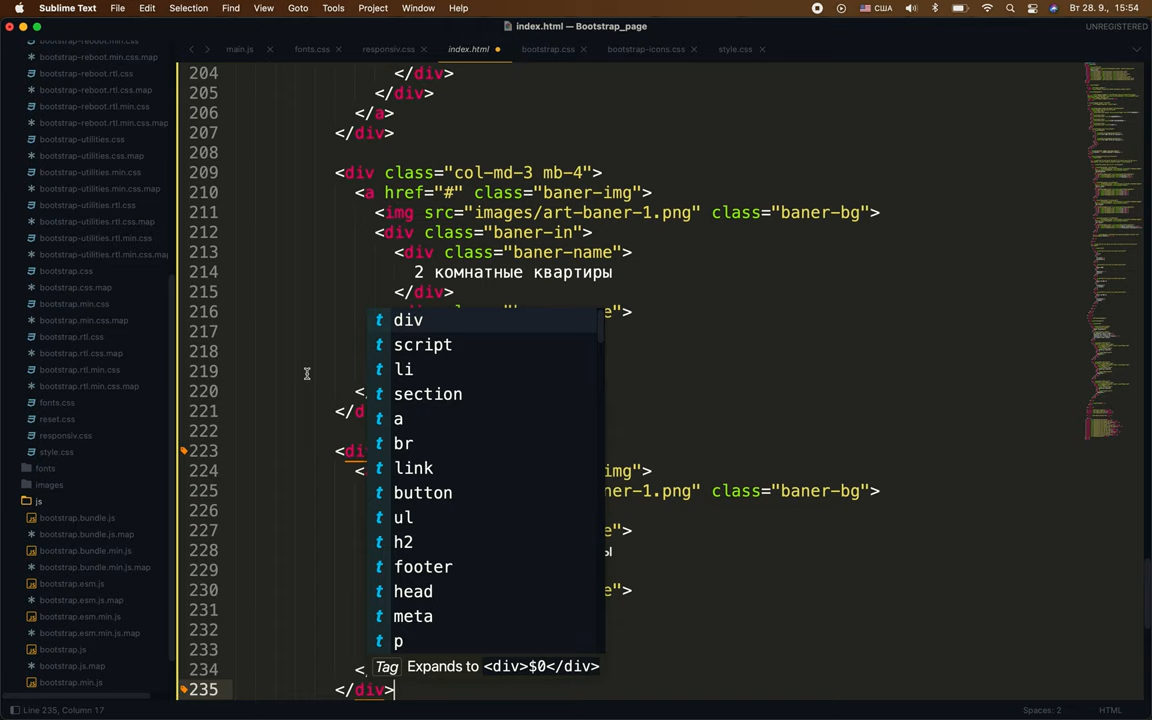 Sublime Text File Edit Selection Find View Goto Tools Project Window Help США Вт 28. 9., 15:54
index.html — Bootstrap_page UNREGISTERED
main.js fonts.css responsiv.css index.html bootstrap.css bootstrap-icons.css style.css
bootstrap-reboot.min.css
bootstrap-reboot.min.css.map
bootstrap-reboot.rtl.css
bootstrap-reboot.rtl.css.map
bootstrap-reboot.rtl.min.css
bootstrap-reboot.rtl.min.css.map
bootstrap-utilities.css
bootstrap-utilities.css.map
bootstrap-utilities.min.css
bootstrap-utilities.min.css.map
bootstrap-utilities.rtl.css
bootstrap-utilities.rtl.css.map
bootstrap-utilities.rtl.min.css
bootstrap-utilities.rtl.min.css.ma
bootstrap.css
bootstrap.css.map
bootstrap.min.css
bootstrap.min.css.map
bootstrap.rtl.css
bootstrap.rtl.css.map
bootstrap.rtl.min.css
bootstrap.rtl.min.css.map
fonts.css
reset.css
responsiv.css
style.css
fonts
images
js
bootstrap.bundle.js
bootstrap.bundle.js.map
bootstrap.bundle.min.js
bootstrap.bundle.min.js.map
bootstrap.esm.js
bootstrap.esm.js.map
bootstrap.esm.min.js
bootstrap.esm.min.js.map
bootstrap.js
bootstrap.js.map
bootstrap.min.js
204 </div>
205 </div>
206 </a>
207 </div>
208
209 <div class="col-md-3 mb-4">
210 <a href="#" class="baner-img">
211 <img src="images/art-baner-1.png" class="baner-bg">
212 <div class="baner-in">
213 <div class="baner-name">
214 2 комнатные квартиры
215 </div>
216 e">
217
218
219
220 </
221 </d
222
223 <di
224 < img">
225 ner-1.png" class="baner-bg">
226
227 e">
228 ы
229
230 e">
231
232
233
234 </
235 </div>
t div
t script
t li
t section
t a
t br
t link
t button
t ul
t h2
t footer
t head
t meta
t p
Tag Expands to <div>$0</div>
Line 235, Column 17 Spaces: 2 HTML